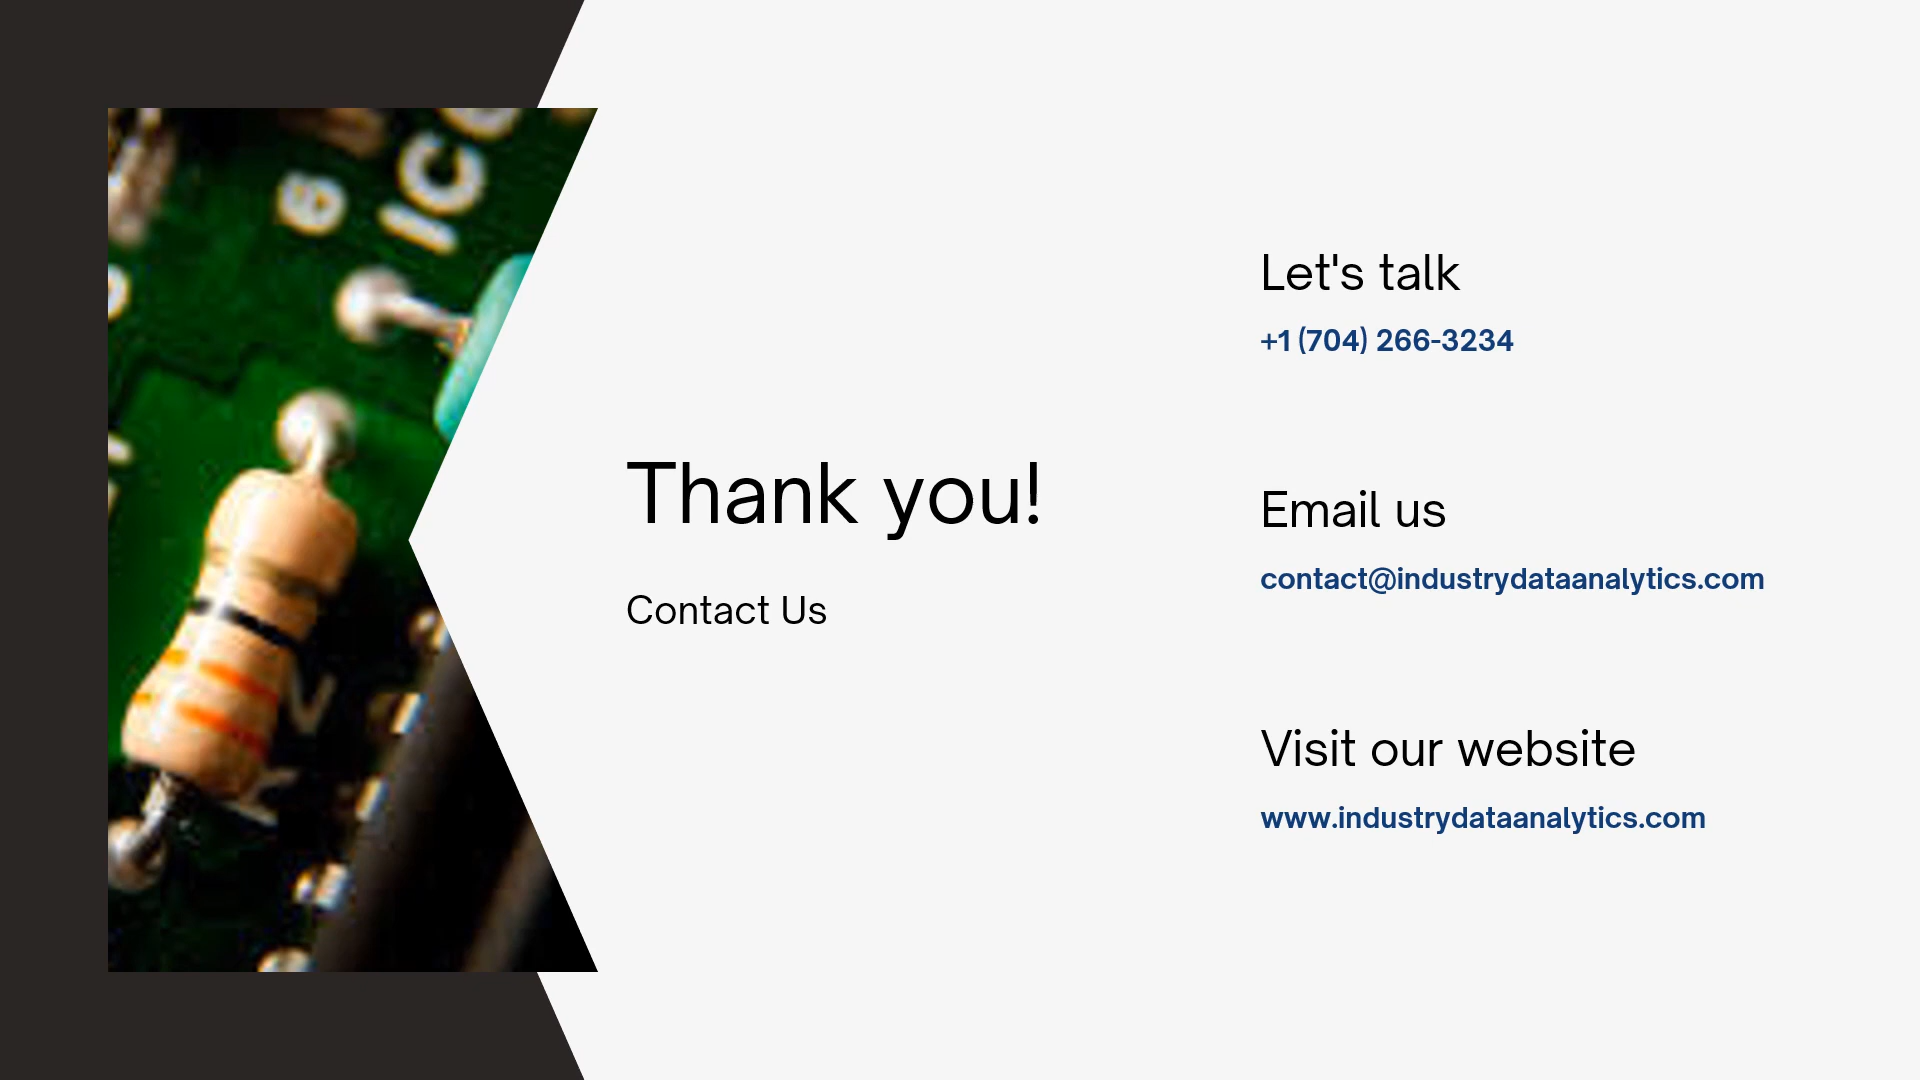 Thank you!
Contact Us
Let's talk
+1 (704) 266-3234
Email us
contact@industrydataanalytics.com
Visit our website
www.industrydataanalytics.com